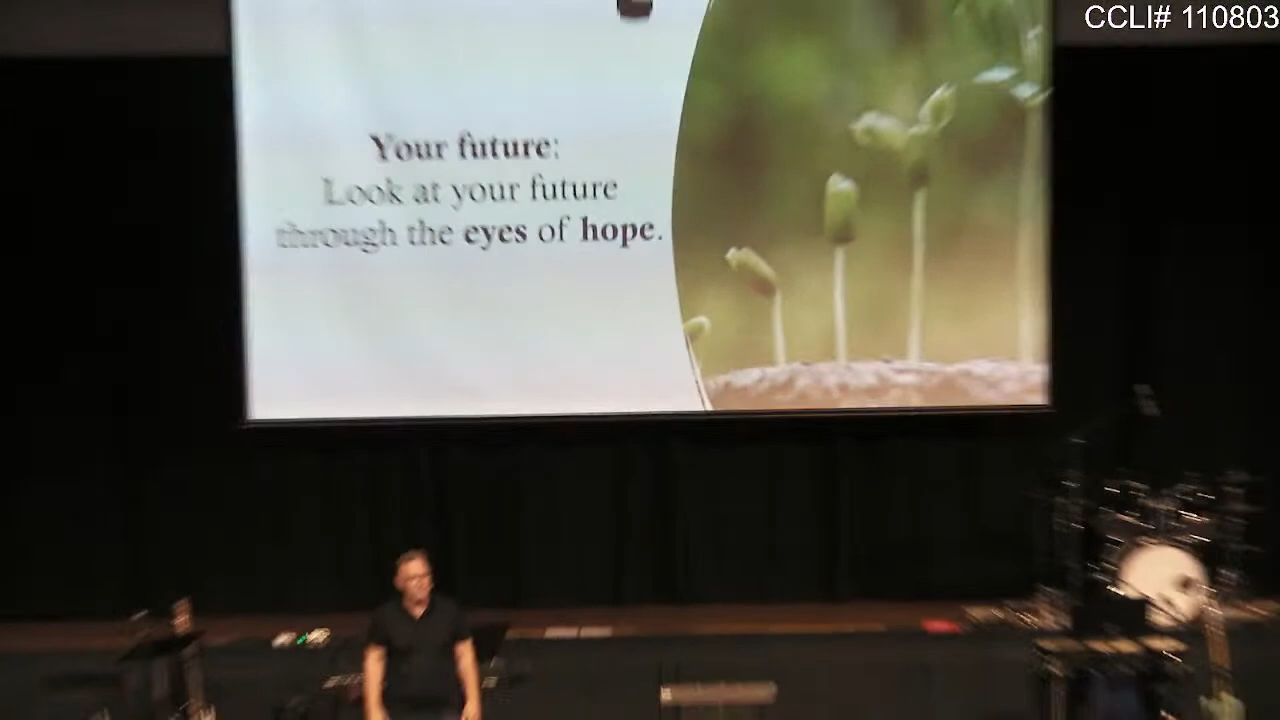 CCLI# 110803
Your future:
Look at your future
through the eyes of hope.